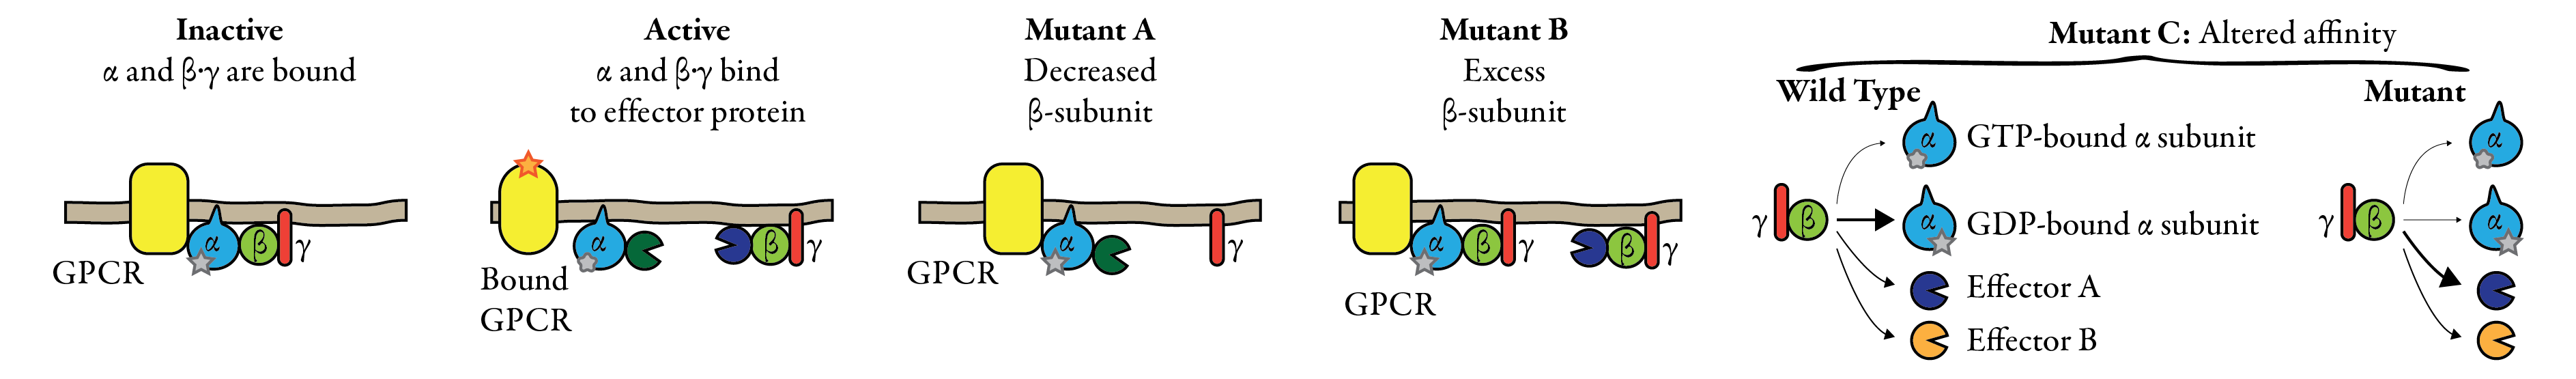 Inactive
α and β·γ are bound
α
β
γ
GPCR
Active
α and β·γ bind
to effector protein
α
β
γ
Bound
GPCR
Mutant A
Decreased
β-subunit
α
γ
GPCR
Mutant B
Excess
β-subunit
α
β
γ
β
γ
GPCR
Mutant C: Altered affinity
Wild Type
γ
β
α
GTP-bound α subunit
α
GDP-bound α subunit
Effector A
Effector B
Mutant
γ
β
α
α